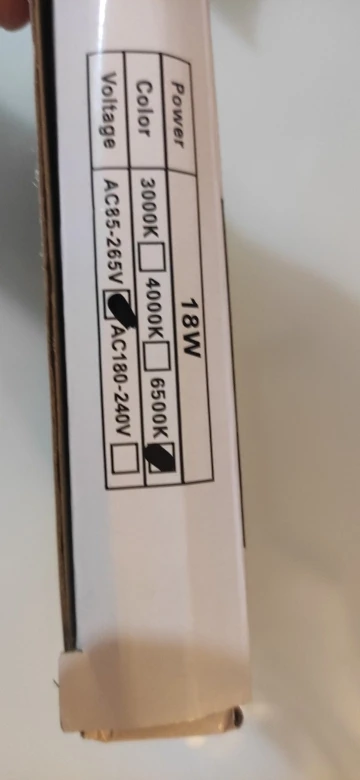 Power 18W
Color 3000K 4000K 6500K
Voltage AC85-265V AC180-240V